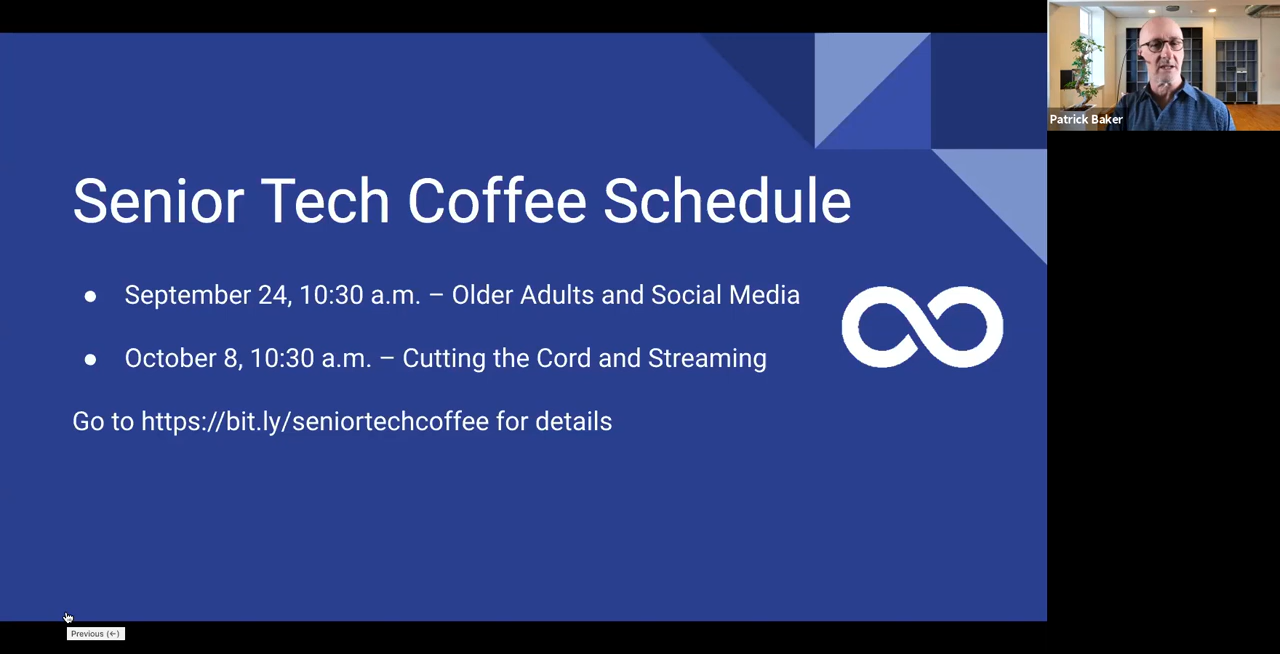 Senior Tech Coffee Schedule
● September 24, 10:30 a.m. – Older Adults and Social Media
● October 8, 10:30 a.m. – Cutting the Cord and Streaming
Go to https://bit.ly/seniortechcoffee for details
Patrick Baker
Previous (←)